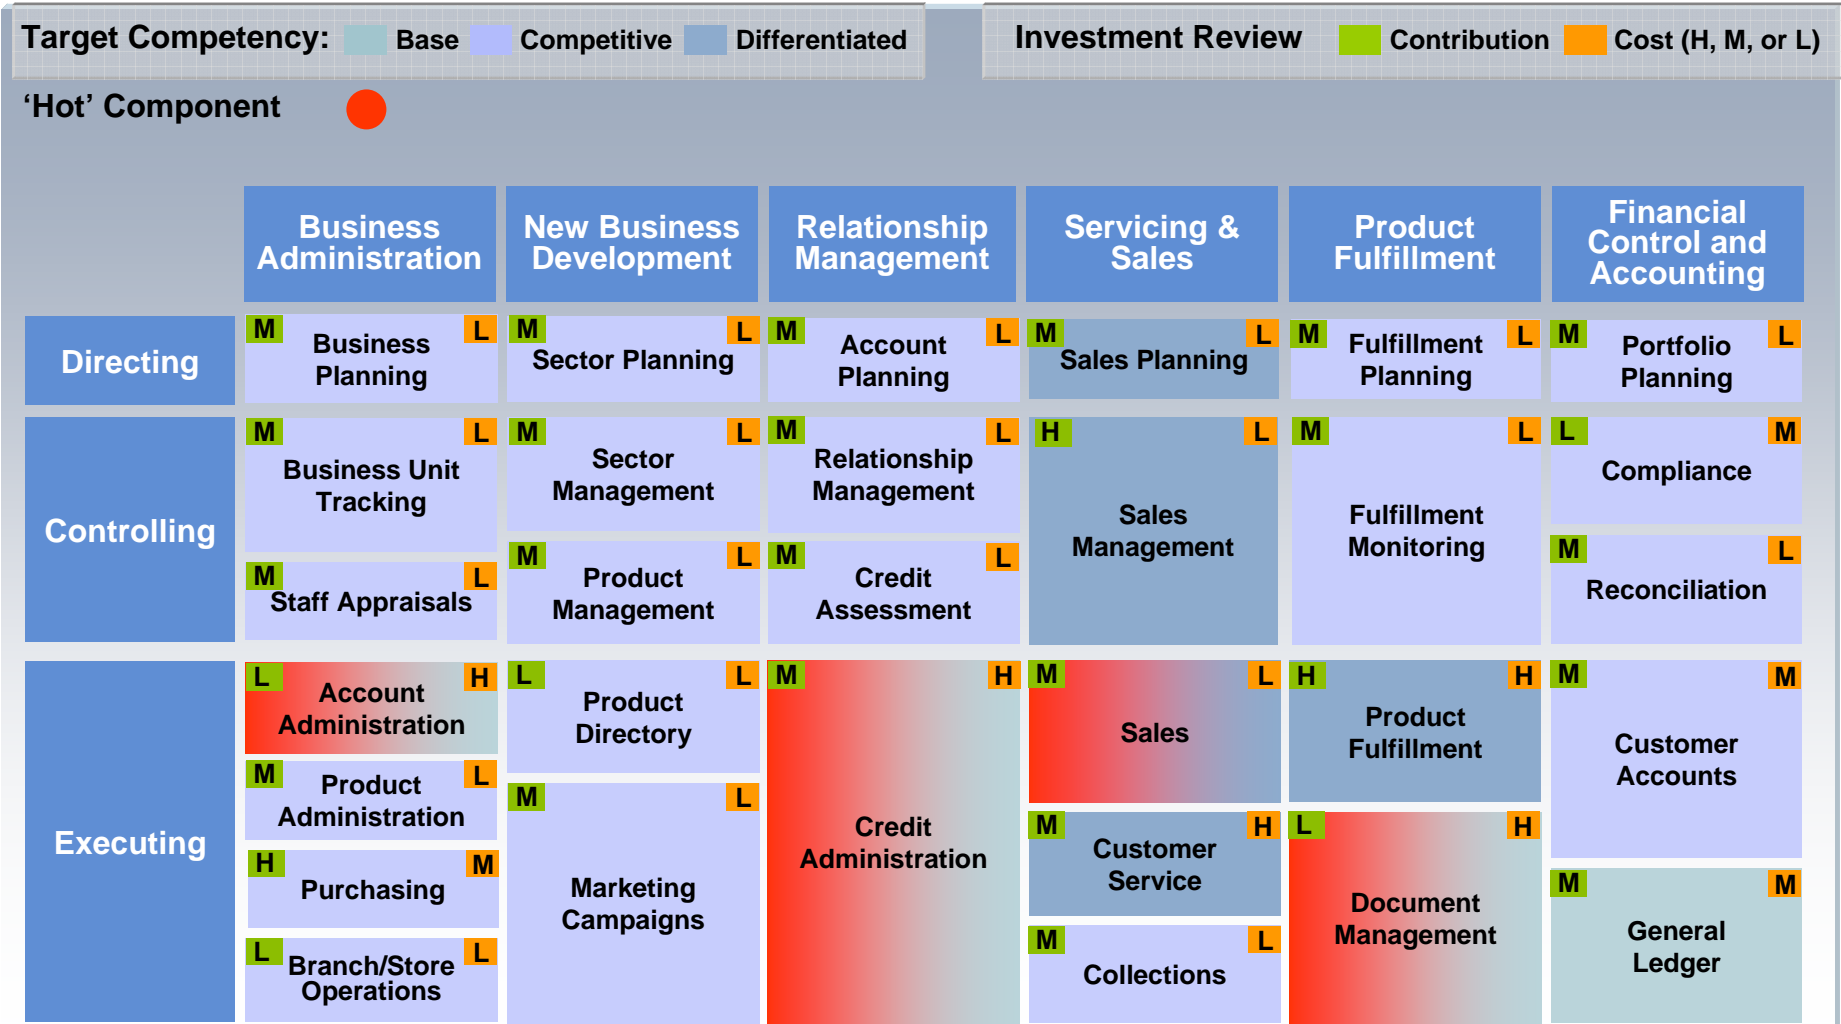 Target Competency: Base Competitive Differentiated
Investment Review Contribution Cost (H, M, or L)
‘Hot’ Component
Business
Administration
New Business
Development
Relationship
Management
Servicing &
Sales
Product
Fulfillment
Financial
Control and
Accounting
Directing
M L
Business
Planning
M L
Sector Planning
M L
Account
Planning
M L
Sales Planning
M L
Fulfillment
Planning
M L
Portfolio
Planning
Controlling
M L
Business Unit
Tracking
M L
Staff Appraisals
M L
Sector
Management
M L
Product
Management
M L
Relationship
Management
M L
Credit
Assessment
H L
Sales
Management
M L
Fulfillment
Monitoring
L M
Compliance
M L
Reconciliation
Executing
L H
Account
Administration
M L
Product
Administration
H M
Purchasing
L L
Branch/Store
Operations
L L
Product
Directory
M L
Marketing
Campaigns
M H
Credit
Administration
M L
Sales
M H
Customer
Service
M L
Collections
H H
Product
Fulfillment
L H
Document
Management
M M
Customer
Accounts
M M
General
Ledger